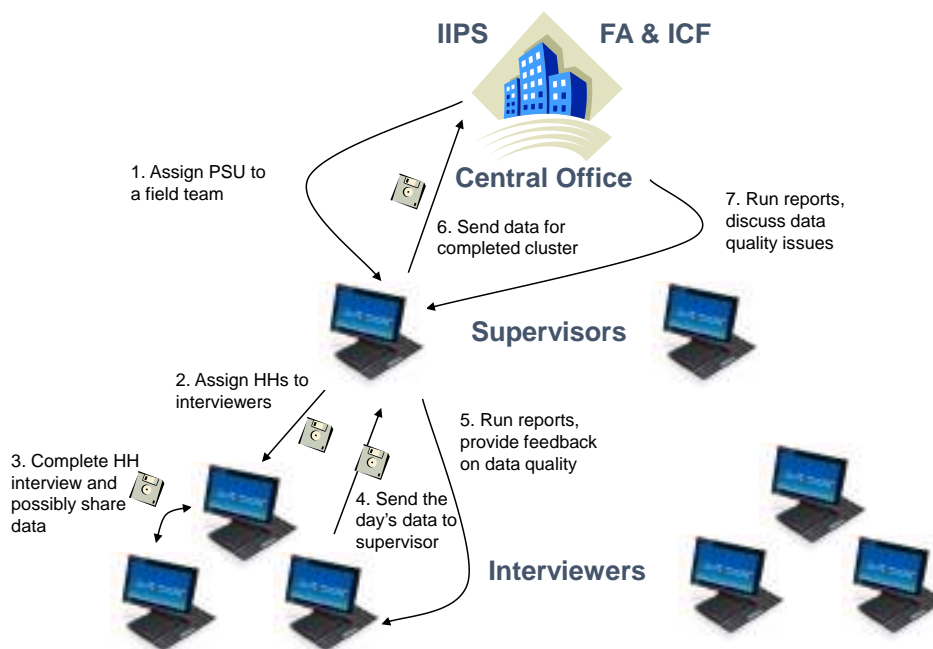 IIPS
FA & ICF
1. Assign PSU to
a field team
Central Office
6. Send data for
completed cluster
7. Run reports,
discuss data
quality issues
Supervisors
2. Assign HHs to
interviewers
5. Run reports,
provide feedback
on data quality
3. Complete HH
interview and
possibly share
data
4. Send the
day's data to
supervisor
Interviewers